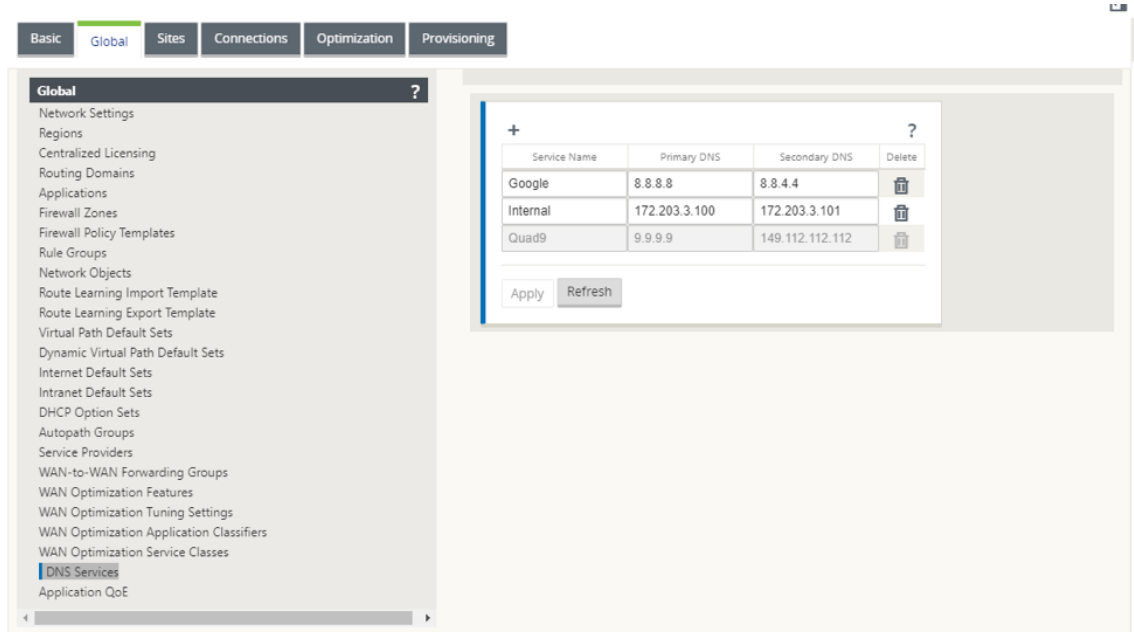 Basic Global Sites Connections Optimization Provisioning
Global ?
Network Settings
Regions
Centralized Licensing
Routing Domains
Applications
Firewall Zones
Firewall Policy Templates
Rule Groups
Network Objects
Route Learning Import Template
Route Learning Export Template
Virtual Path Default Sets
Dynamic Virtual Path Default Sets
Internet Default Sets
Intranet Default Sets
DHCP Option Sets
Autopath Groups
Service Providers
WAN-to-WAN Forwarding Groups
WAN Optimization Features
WAN Optimization Tuning Settings
WAN Optimization Application Classifiers
WAN Optimization Service Classes
DNS Services
Application QoE
+ ?
Service Name Primary DNS Secondary DNS Delete
Google 8.8.8.8 8.8.4.4
Internal 172.203.3.100 172.203.3.101
Quad9 9.9.9.9 149.112.112.112
Apply Refresh